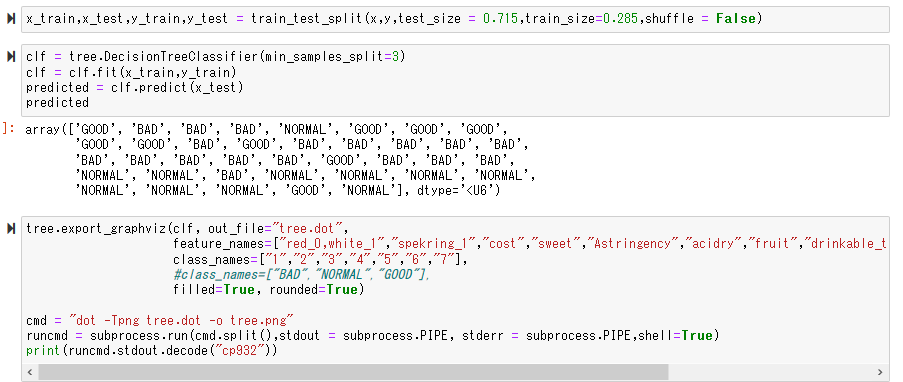 x_train,x_test,y_train,y_test = train_test_split(x,y,test_size = 0.715,train_size=0.285,shuffle = False)
clf = tree.DecisionTreeClassifier(min_samples_split=3)
clf = clf.fit(x_train,y_train)
predicted = clf.predict(x_test)
predicted
]: array(['GOOD', 'BAD', 'BAD', 'BAD', 'NORMAL', 'GOOD', 'GOOD', 'GOOD',
'GOOD', 'GOOD', 'BAD', 'GOOD', 'BAD', 'BAD', 'BAD', 'BAD', 'BAD',
'BAD', 'BAD', 'BAD', 'BAD', 'BAD', 'GOOD', 'BAD', 'BAD', 'BAD',
'NORMAL', 'NORMAL', 'BAD', 'NORMAL', 'NORMAL', 'NORMAL', 'NORMAL',
'NORMAL', 'NORMAL', 'NORMAL', 'GOOD', 'NORMAL'], dtype='<U6')
tree.export_graphviz(clf, out_file="tree.dot",
feature_names=["red_0,white_1","spekring_1","cost","sweet","Astringency","acidry","fruit","drinkable_t
class_names=["1","2","3","4","5","6","7"],
#class_names=["BAD","NORMAL","GOOD"],
filled=True, rounded=True)
cmd = "dot -Tpng tree.dot -o tree.png"
runcmd = subprocess.run(cmd.split(),stdout = subprocess.PIPE, stderr = subprocess.PIPE,shell=True)
print(runcmd.stdout.decode("cp932"))